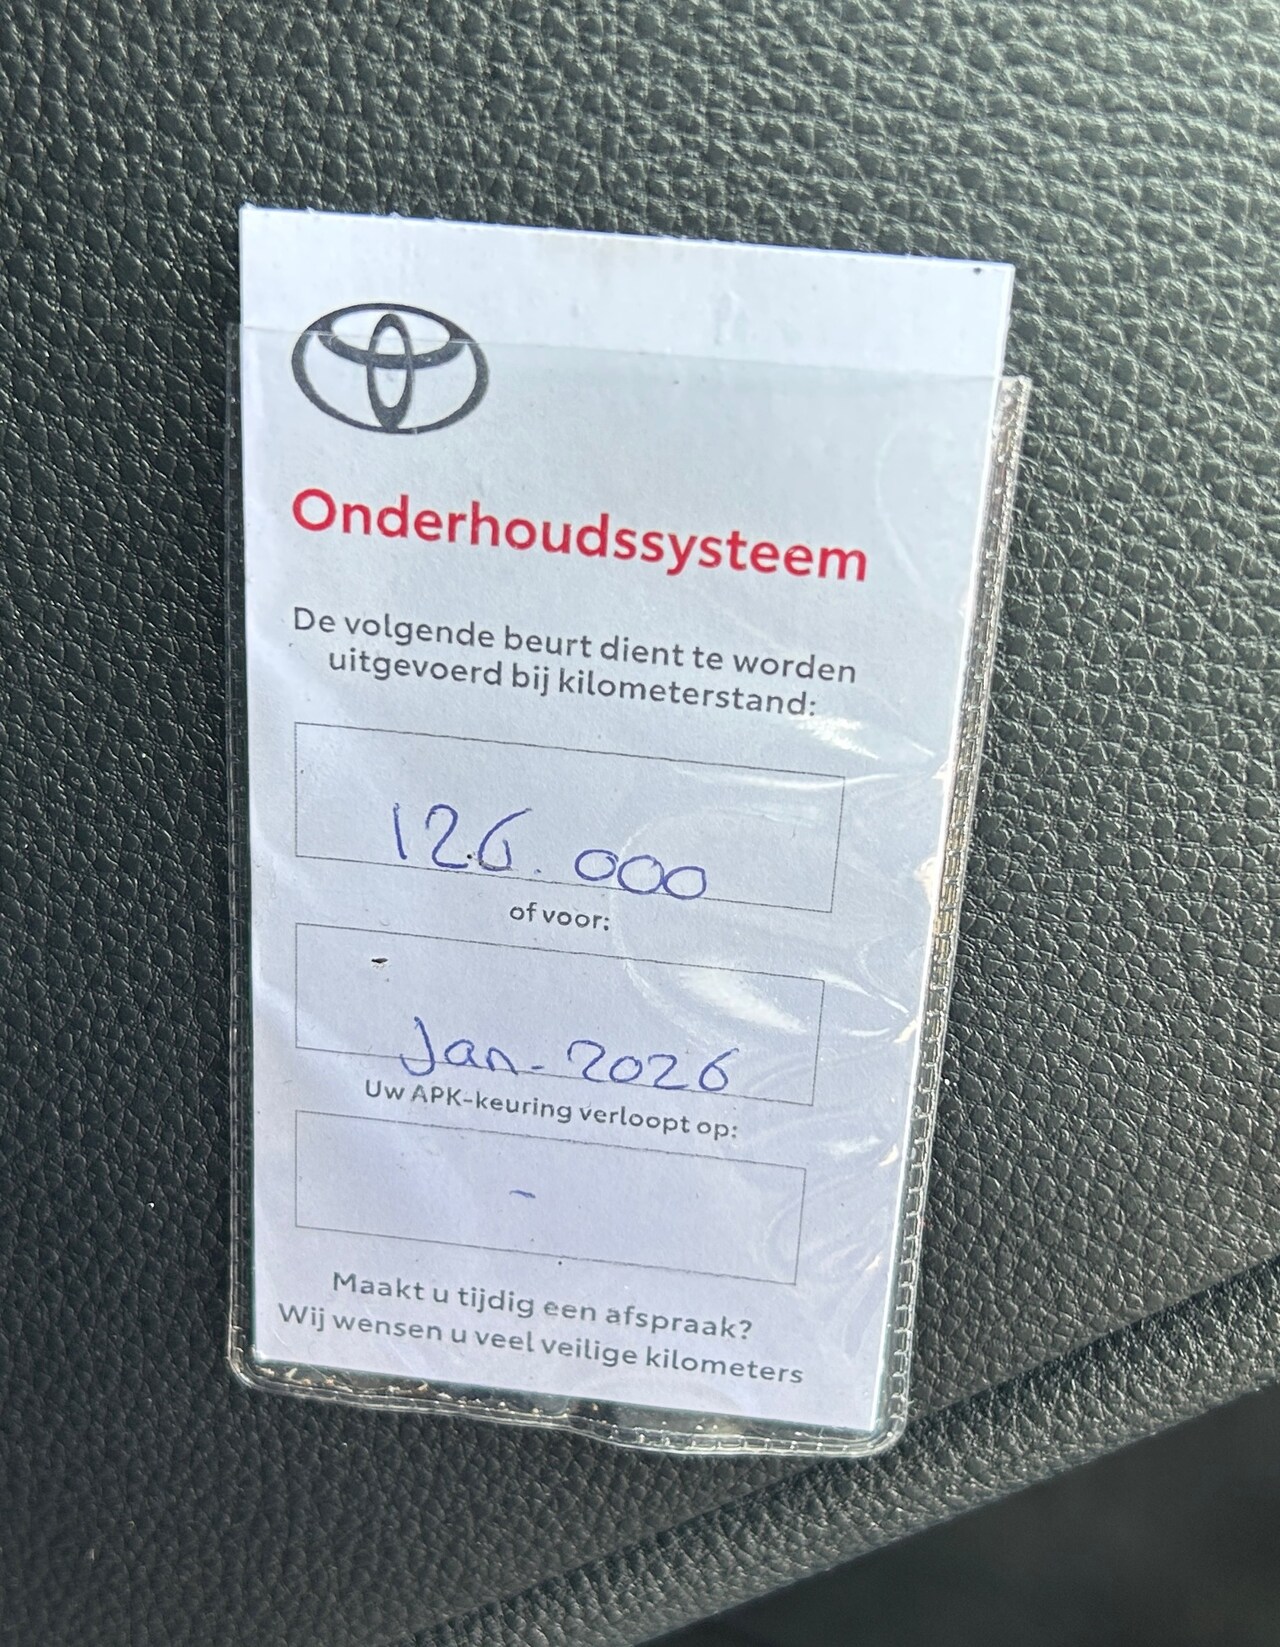 Onderhoudssysteem
De volgende beurt dient te worden
uitgevoerd bij kilometerstand:
126.000
of voor:
Jan-2026
Uw APK-keuring verloopt op:
-
Maakt u tijdig een afspraak?
Wij wensen u veel veilige kilometers